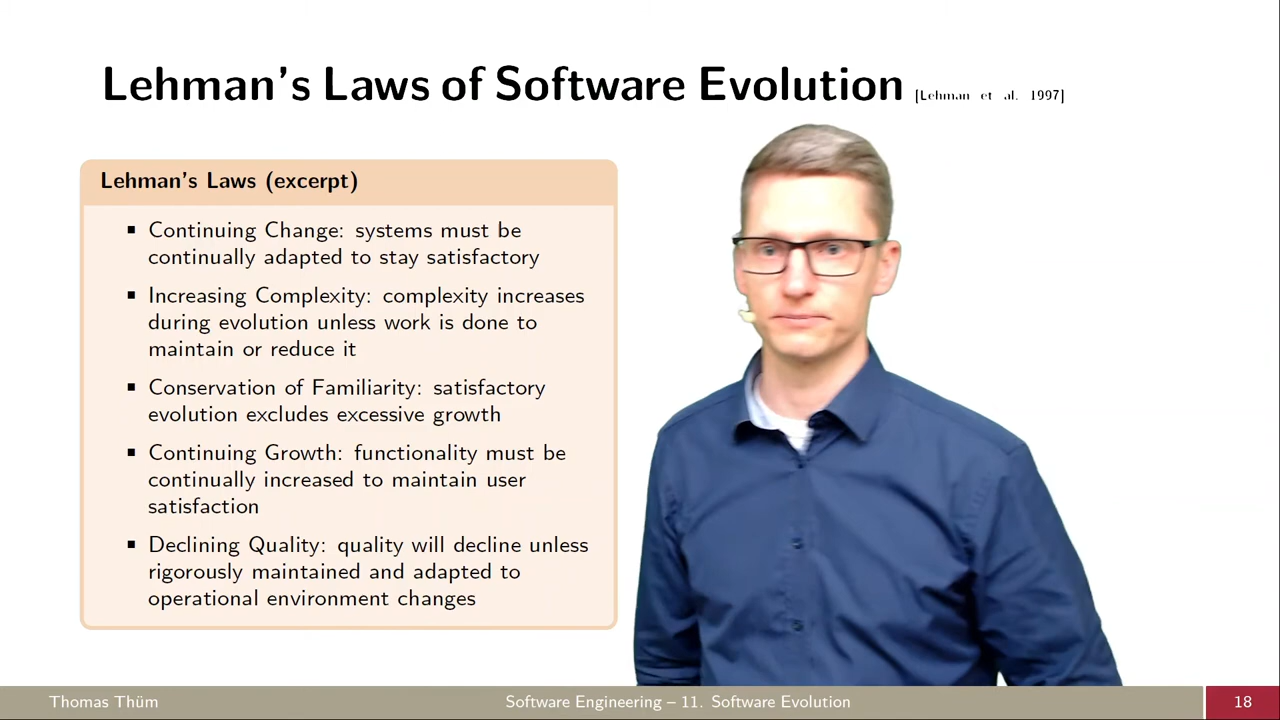 Lehman's Laws of Software Evolution [Lehman et al. 1997]
Lehman's Laws (excerpt)
▪ Continuing Change: systems must be
continually adapted to stay satisfactory
▪ Increasing Complexity: complexity increases
during evolution unless work is done to
maintain or reduce it
▪ Conservation of Familiarity: satisfactory
evolution excludes excessive growth
▪ Continuing Growth: functionality must be
continually increased to maintain user
satisfaction
▪ Declining Quality: quality will decline unless
rigorously maintained and adapted to
operational environment changes
Thomas Thüm Software Engineering – 11. Software Evolution 18